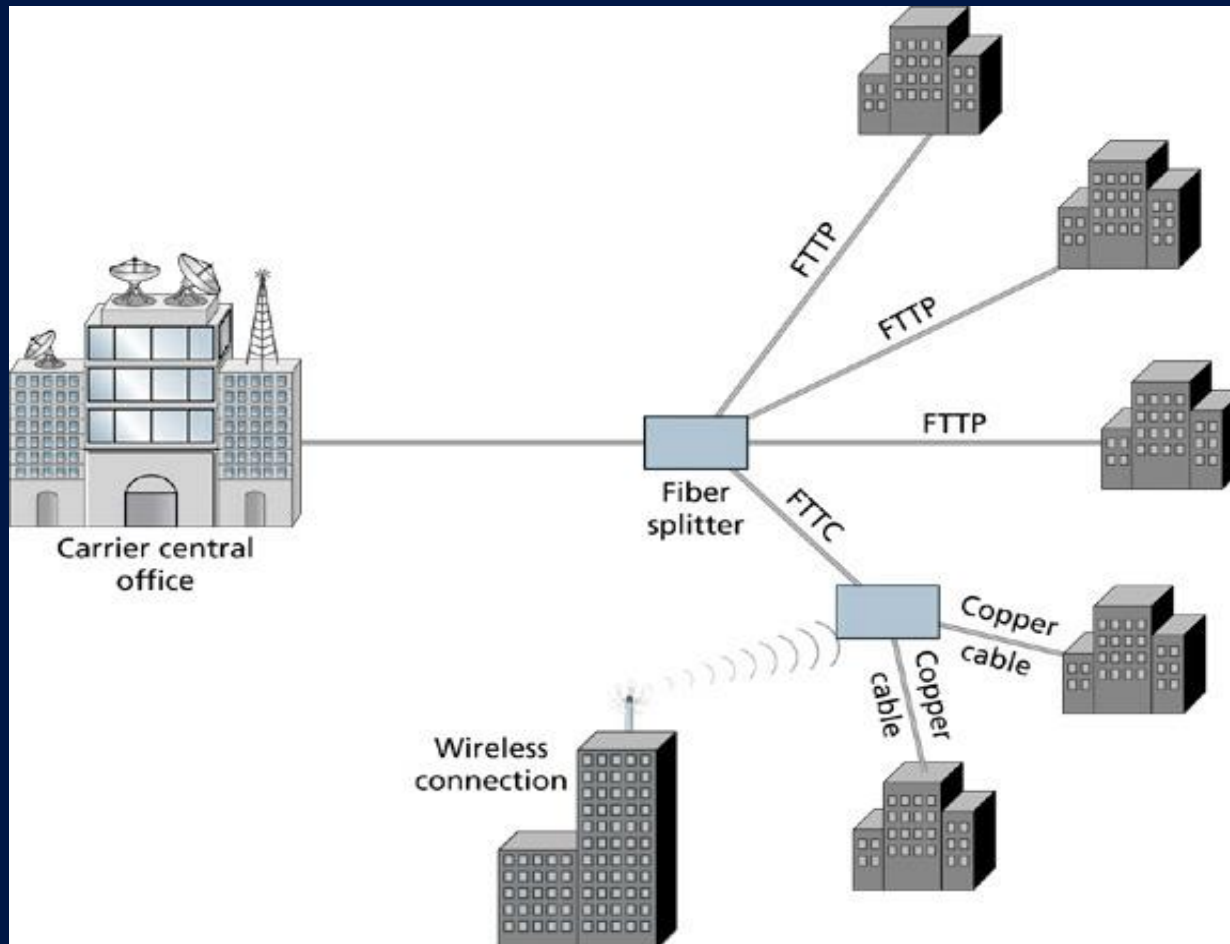 FTTP
FTTP
FTTP
Fiber
splitter
FTTC
Carrier central
office
Copper
cable
Copper
cable
Wireless
connection